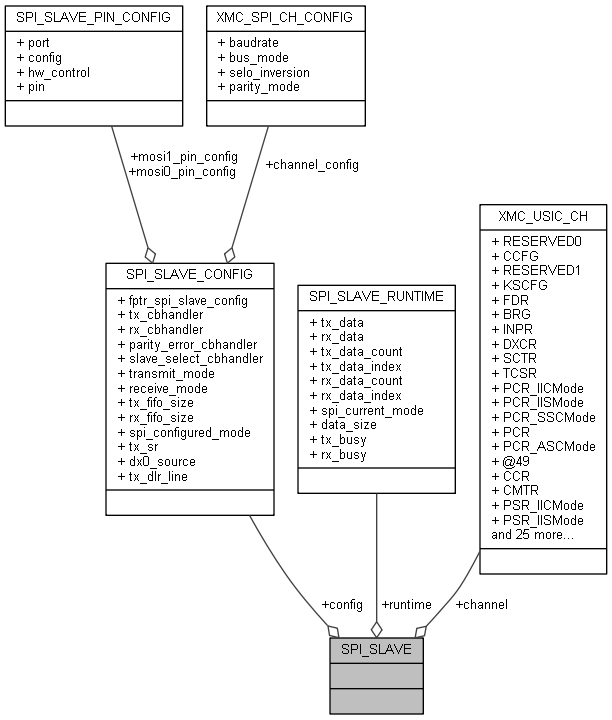 SPI_SLAVE_PIN_CONFIG
+ port
+ config
+ hw_control
+ pin
XMC_SPI_CH_CONFIG
+ baudrate
+ bus_mode
+ selo_inversion
+ parity_mode
+mosi1_pin_config
+mosi0_pin_config
+channel_config
SPI_SLAVE_CONFIG
+ fptr_spi_slave_config
+ tx_cbhandler
+ rx_cbhandler
+ parity_error_cbhandler
+ slave_select_cbhandler
+ transmit_mode
+ receive_mode
+ tx_fifo_size
+ rx_fifo_size
+ spi_configured_mode
+ tx_sr
+ dx0_source
+ tx_dlr_line
SPI_SLAVE_RUNTIME
+ tx_data
+ rx_data
+ tx_data_count
+ tx_data_index
+ rx_data_count
+ rx_data_index
+ spi_current_mode
+ data_size
+ tx_busy
+ rx_busy
XMC_USIC_CH
+ RESERVED0
+ CCFG
+ RESERVED1
+ KSCFG
+ FDR
+ BRG
+ INPR
+ DXCR
+ SCTR
+ TCSR
+ PCR_IICMode
+ PCR_IISMode
+ PCR_SSCMode
+ PCR
+ PCR_ASCMode
+ @49
+ CCR
+ CMTR
+ PSR_IICMode
+ PSR_IISMode
and 25 more...
+config
+runtime
+channel
SPI_SLAVE